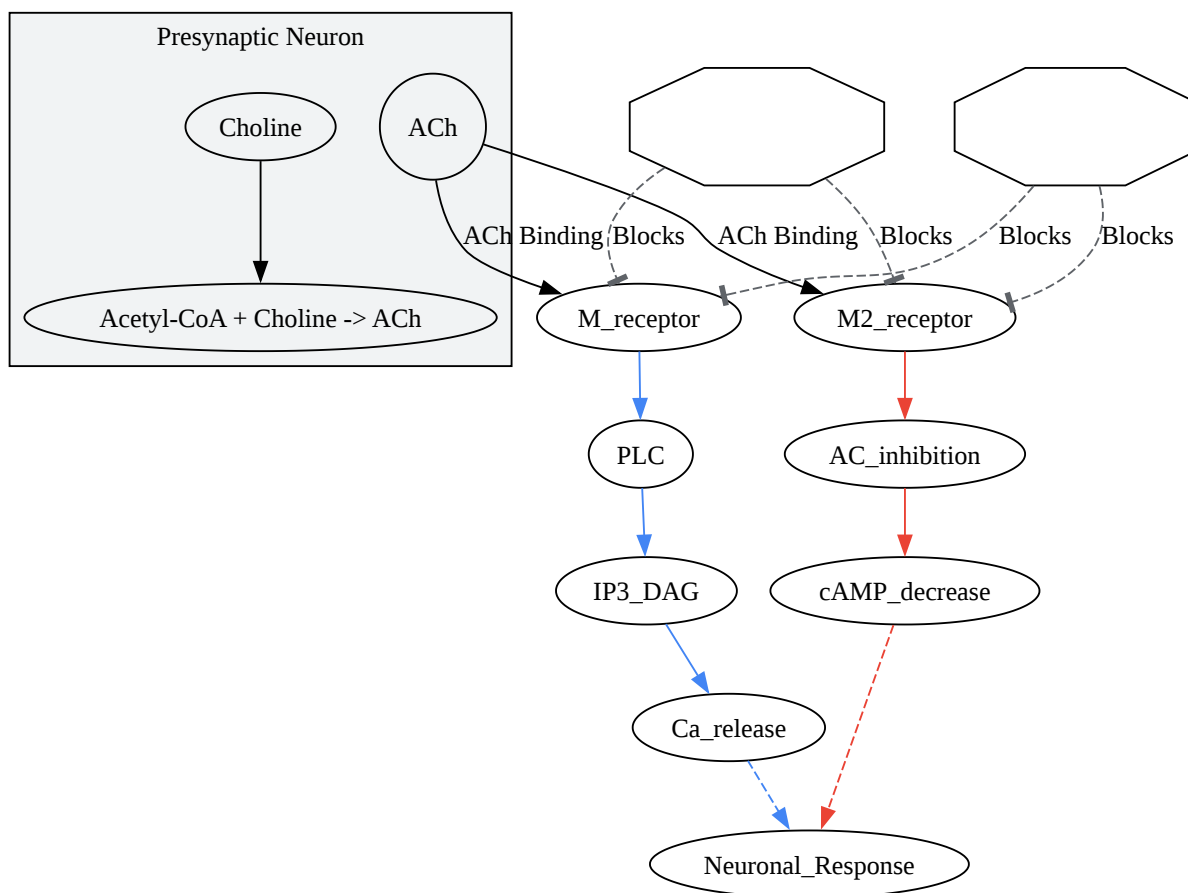 Presynaptic Neuron
Choline
ACh
ACh Binding
Blocks
ACh Binding
Blocks
Blocks
Blocks
Acetyl-CoA + Choline -> ACh
M_receptor
M2_receptor
PLC
AC_inhibition
IP3_DAG
cAMP_decrease
Ca_release
Neuronal_Response